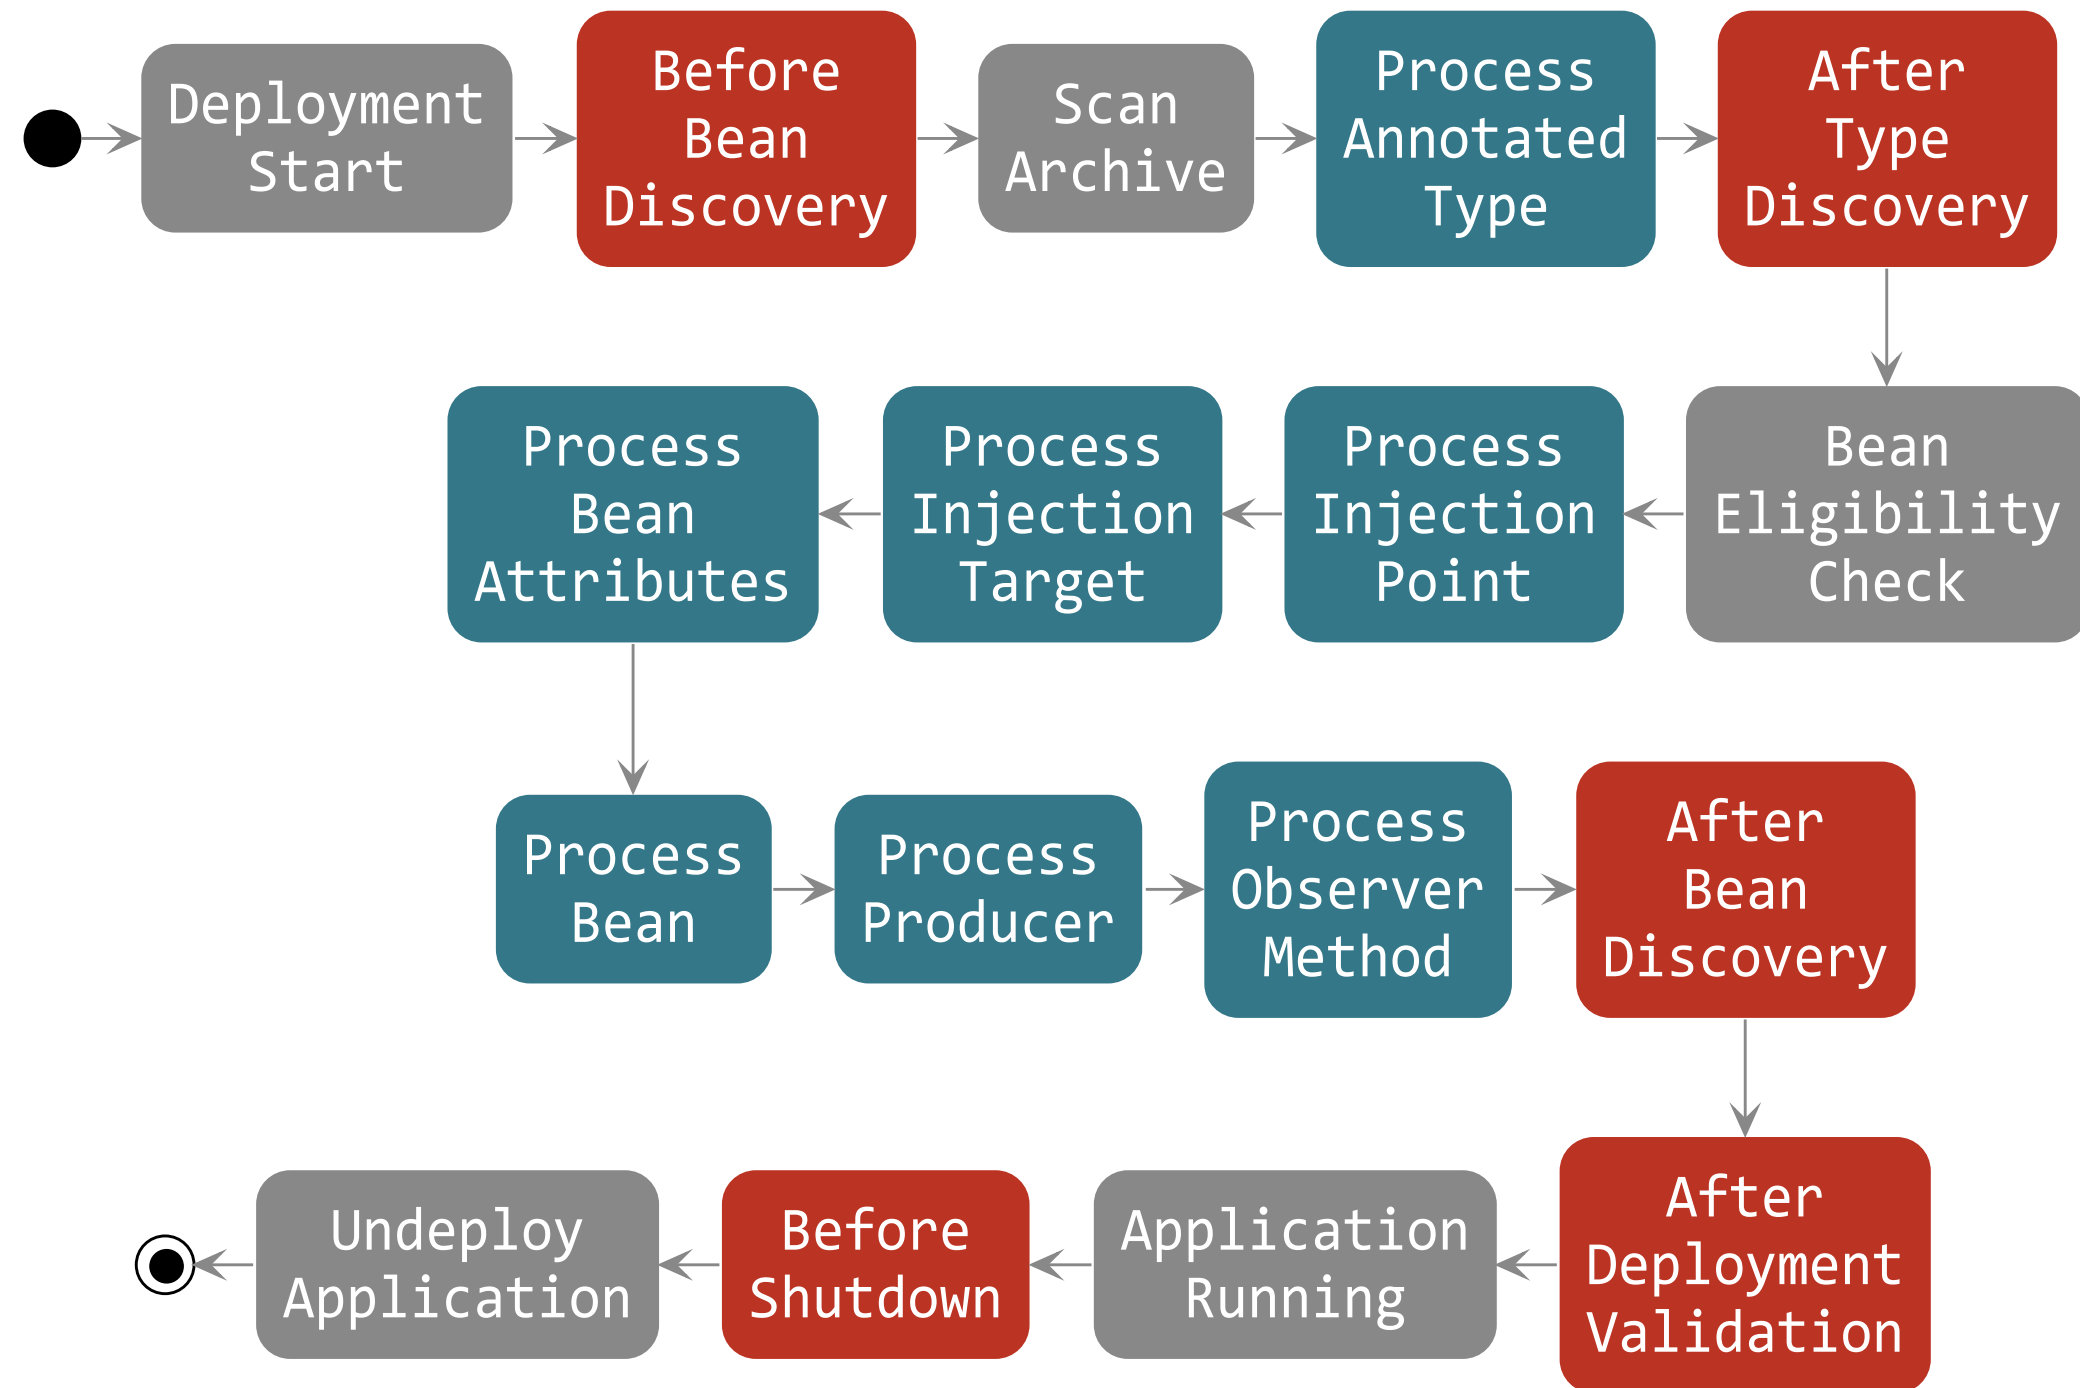 Deployment
Start
Before
Bean
Discovery
Scan
Archive
Process
Annotated
Type
After
Type
Discovery
Bean
Eligibility
Check
Process
Injection
Point
Process
Injection
Target
Process
Bean
Attributes
Process
Bean
Process
Producer
Process
Observer
Method
After
Bean
Discovery
After
Deployment
Validation
Application
Running
Before
Shutdown
Undeploy
Application